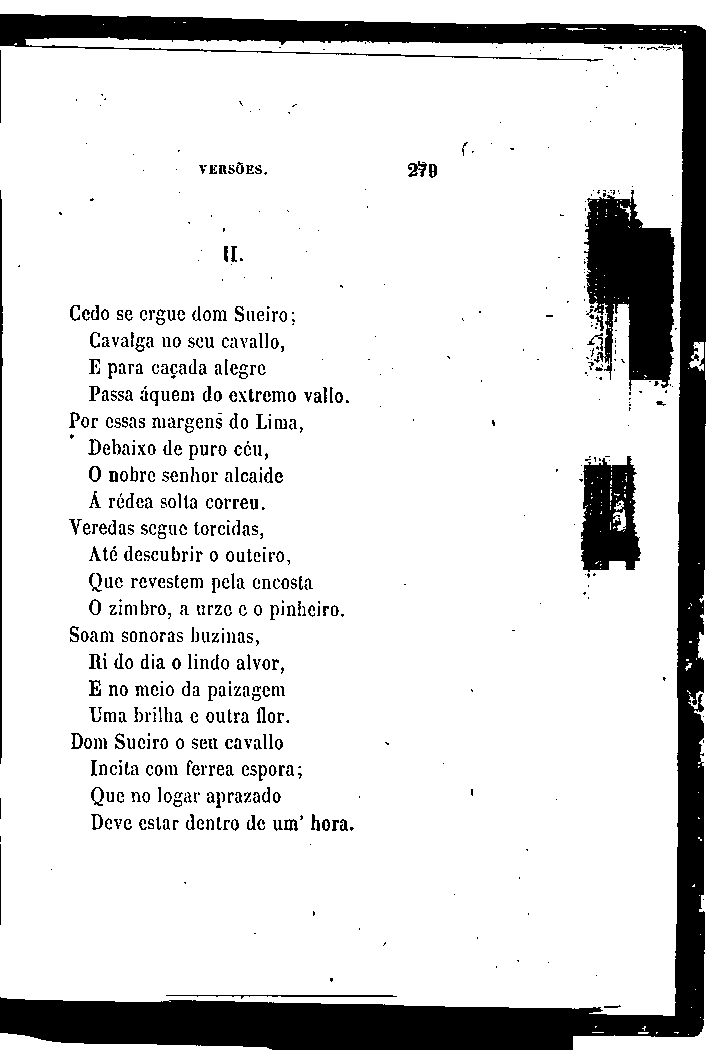 VERSÕES. 279
II.
Cedo se ergue dom Sueiro;
Cavalga no seu cavallo,
E para caçada alegre
Passa áquem do extremo vallo.
Por essas margens do Lima,
Debaixo de puro céu,
O nobre senhor alcaide
Á rédea solta correu.
Veredas segue torcidas,
Até descubrir o outeiro,
Que revestem pela encosta
O zimbro, a urze e o pinheiro.
Soam sonoras buzinas,
Ri do dia o lindo alvor,
E no meio da paizagem
Uma brilha e outra flor.
Dom Sueiro o seu cavallo
Incita com ferrea espora;
Que no logar aprazado
Deve estar dentro de um' hora.